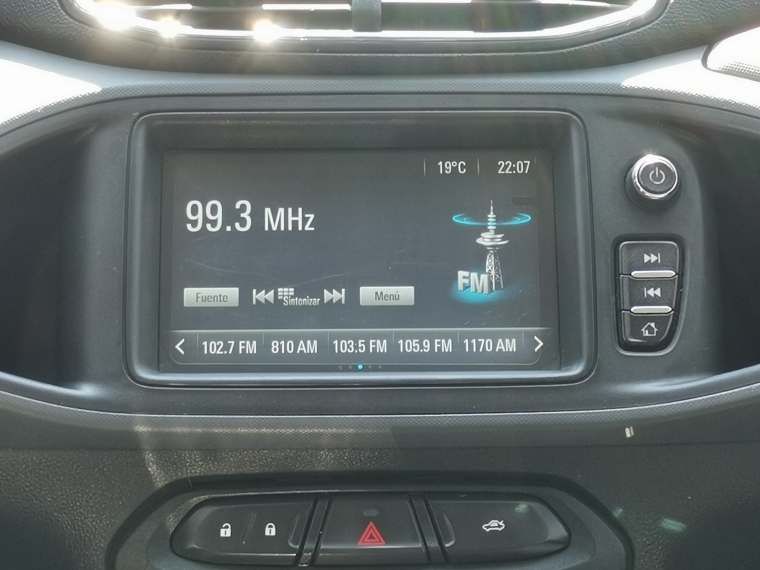 19°C 22:07
99.3 MHz
FM
Fuente Sintonizar Menú
102.7 FM 810 AM 103.5 FM 105.9 FM 1170 AM